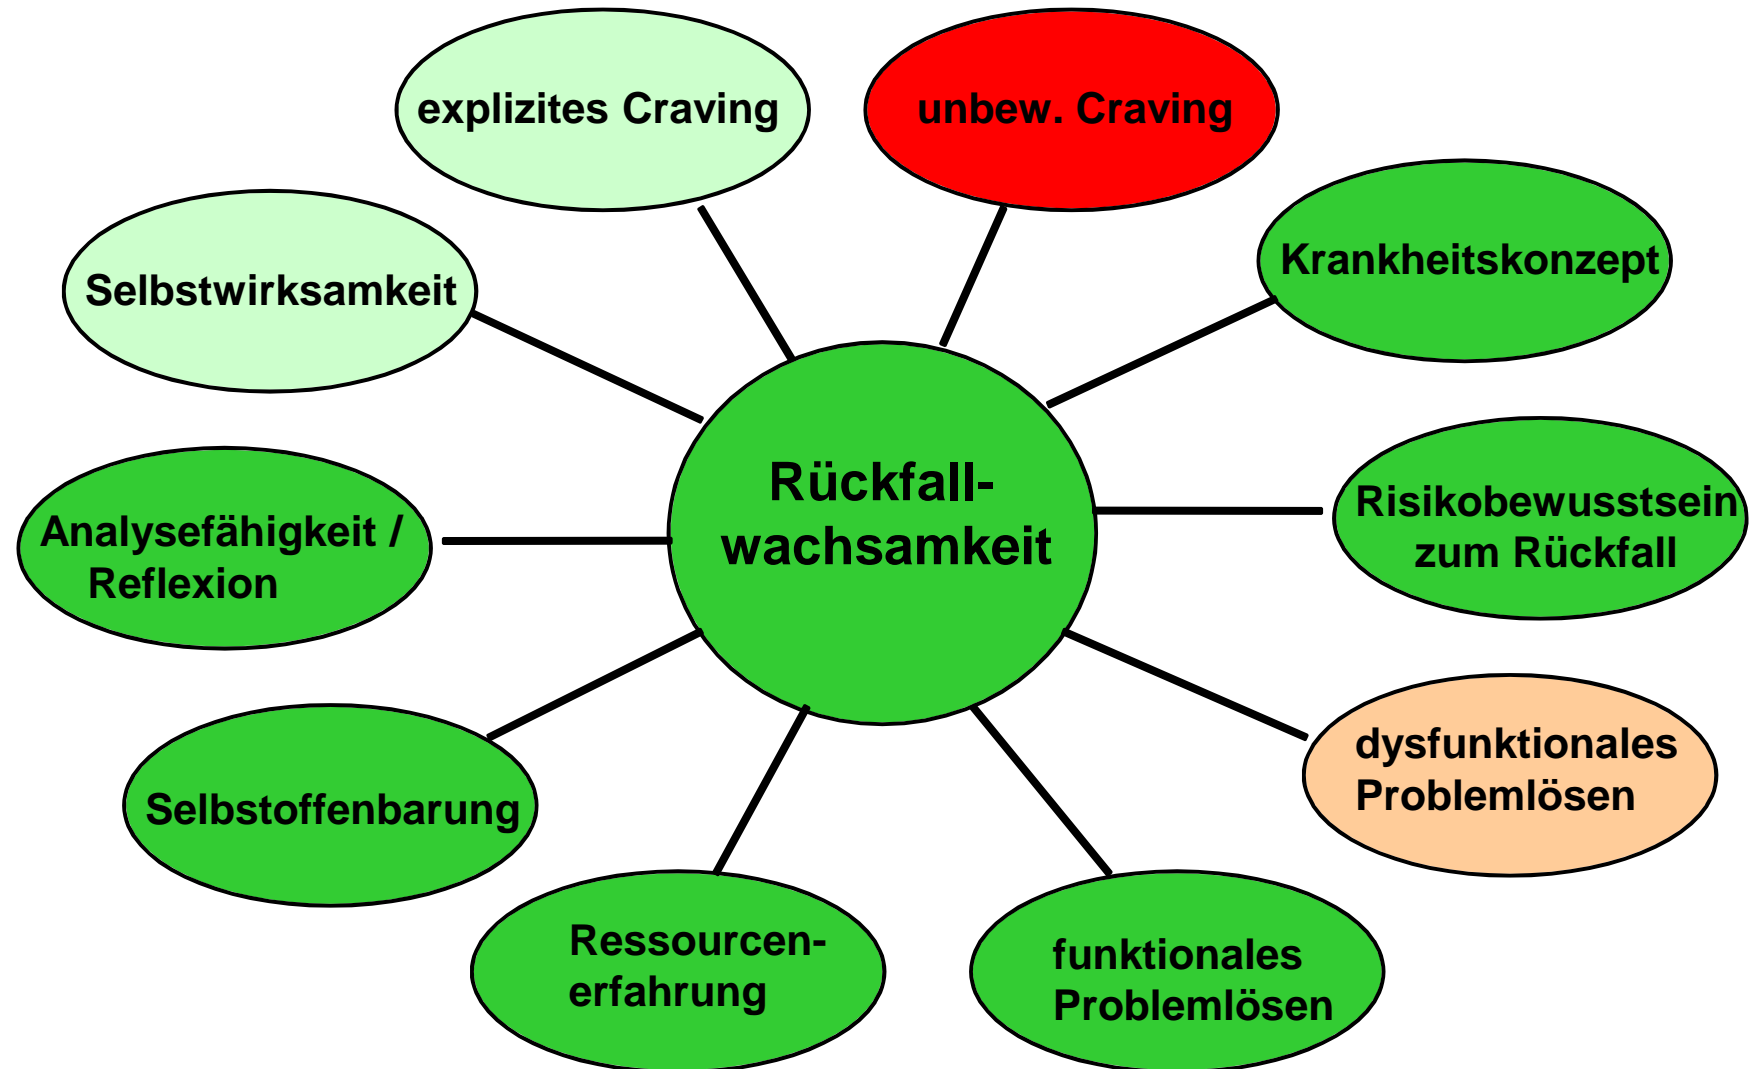 explizites Craving
unbew. Craving
Krankheitskonzept
Selbstwirksamkeit
Rückfall-
wachsamkeit
Risikobewusstsein
zum Rückfall
Analysefähigkeit /
Reflexion
dysfunktionales
Problemlösen
Selbstoffenbarung
Ressourcen-
erfahrung
funktionales
Problemlösen